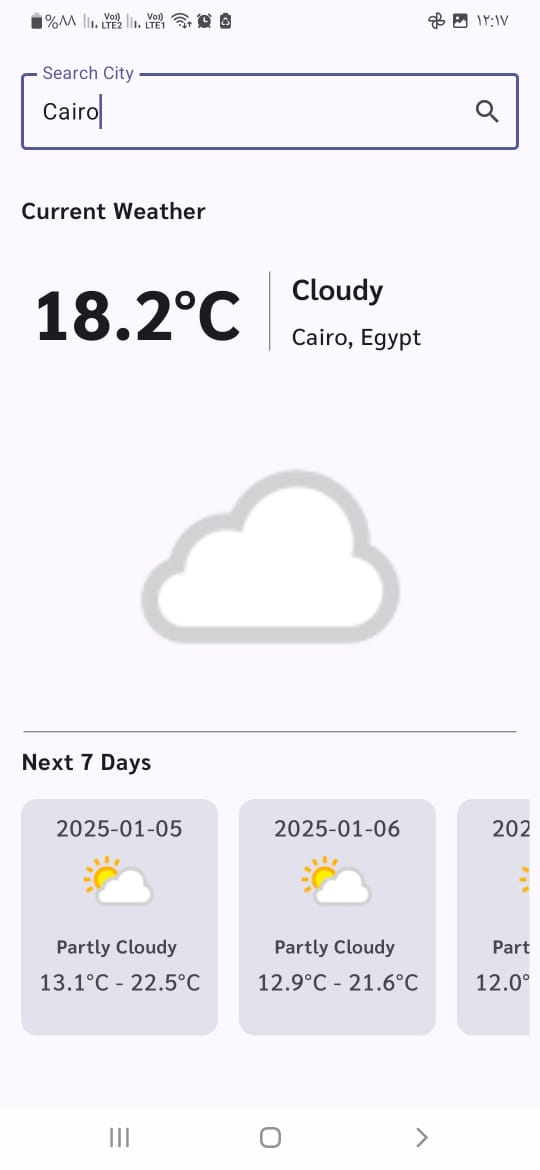 %٨٨ Vo)) LTE2 Vo)) LTE1 ١٢:١٧
Search City
Cairo
Current Weather
18.2°C
Cloudy
Cairo, Egypt
Next 7 Days
2025-01-05 2025-01-06 202
Partly Cloudy Partly Cloudy Part
13.1°C - 22.5°C 12.9°C - 21.6°C 12.0°